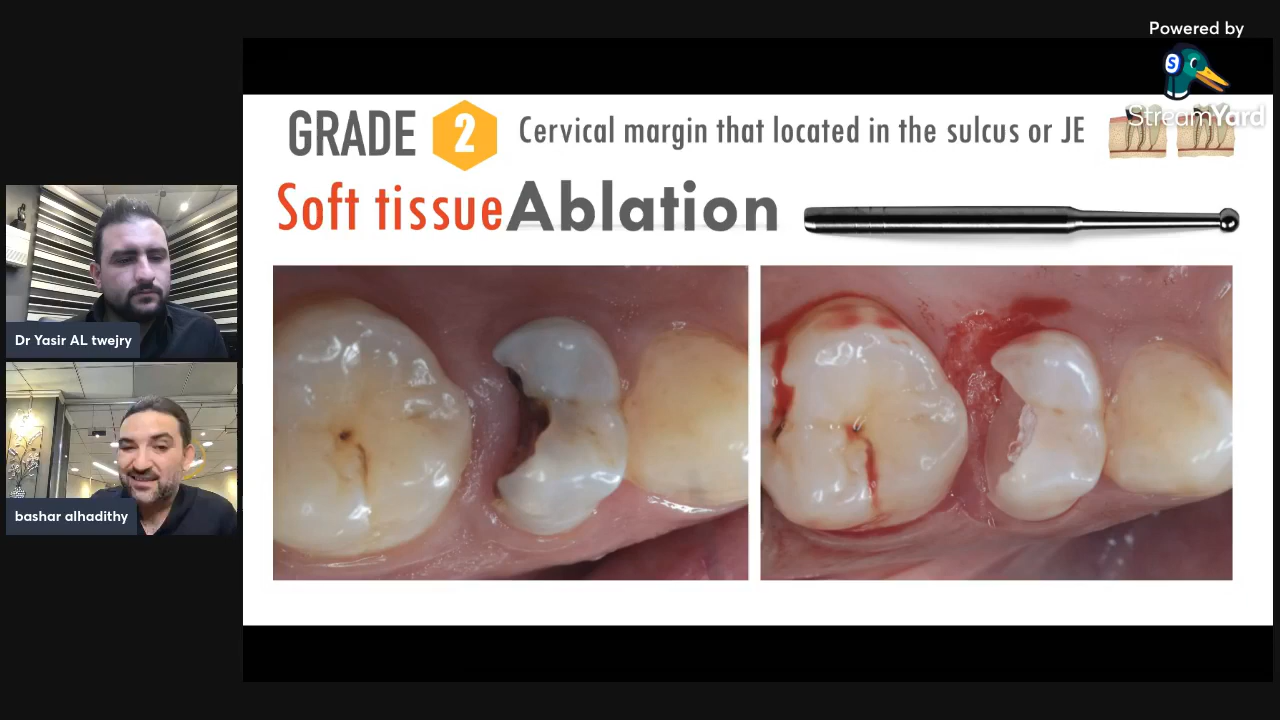 Powered by
S
StreamYard
GRADE 2 Cervical margin that located in the sulcus or JE
Soft tissue Ablation
Dr Yasir AL twejry
bashar alhadithy